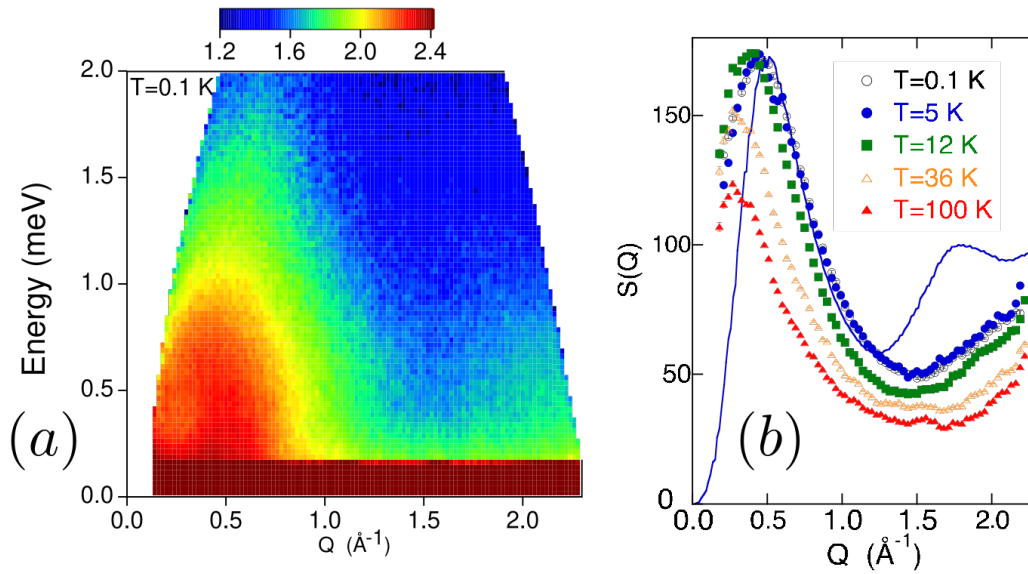 1.2 1.6 2.0 2.4
T=0.1 K
2.0
1.5
1.0
0.5
0.0
Energy (meV)
0.0 0.5 1.0 1.5 2.0
Q (Å⁻¹)
(a)
T=0.1 K
T=5 K
T=12 K
T=36 K
T=100 K
150
100
50
0
S(Q)
0.0 0.5 1.0 1.5 2.0
Q (Å⁻¹)
(b)